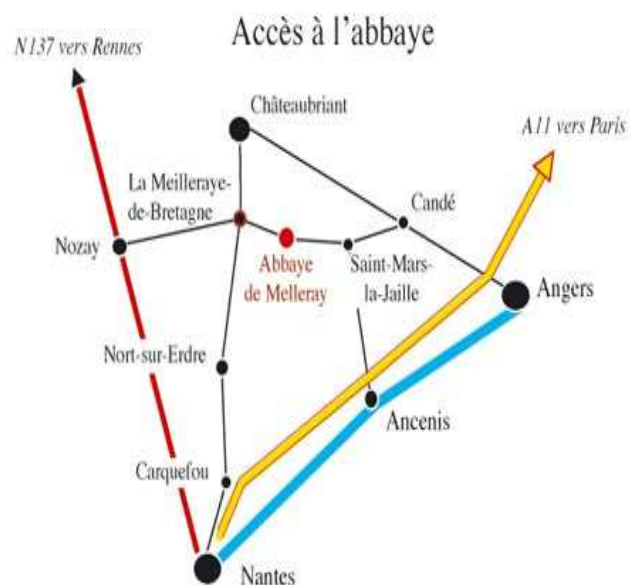 Accès à l'abbaye
N137 vers Rennes
Châteaubriant
A11 vers Paris
La Meilleraye-
de-Bretagne
Candé
Nozay
Abbaye
de Melleray
Saint-Mars-
la-Jaille
Angers
Nort-sur-Erdre
Ancenis
Carquefou
Nantes